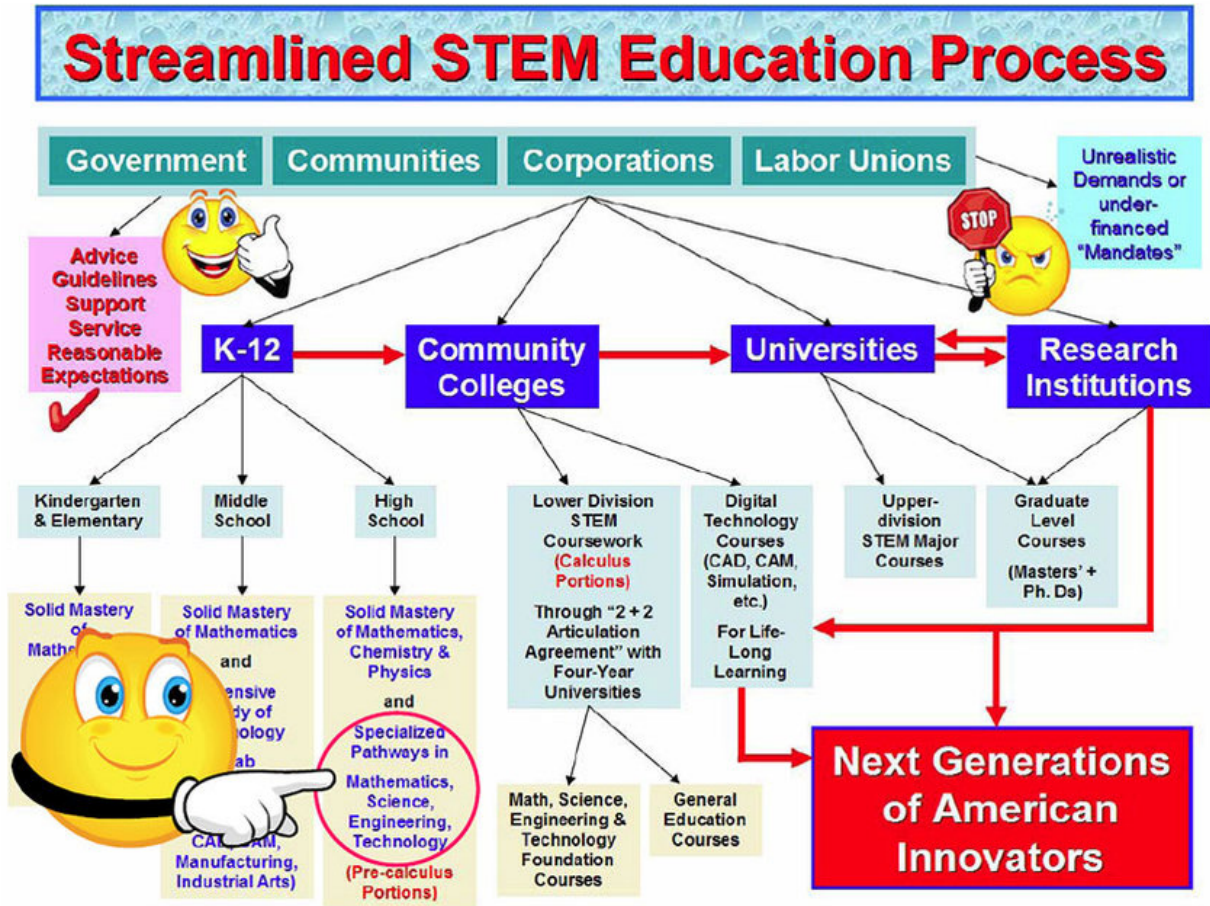 Streamlined STEM Education Process
Government
Communities
Corporations
Labor Unions
Unrealistic
Demands or
under-
financed
"Mandates"
STOP
Advice
Guidelines
Support
Service
Reasonable
Expectations
K-12
Community
Colleges
Universities
Research
Institutions
Kindergarten
& Elementary
Middle
School
High
School
Lower Division
STEM
Coursework
(Calculus
Portions)
Through "2 + 2
Articulation
Agreement" with
Four-Year
Universities
Digital
Technology
Courses
(CAD, CAM,
Simulation,
etc.)
For Life-
Long
Learning
Upper-
division
STEM Major
Courses
Graduate
Level
Courses
(Masters' +
Ph. Ds)
Solid Mastery
of
Solid Mastery
of Mathematics
and
of
Manufacturing,
Industrial Arts)
Solid Mastery
of Mathematics,
Chemistry &
Physics
and
Specialized
Pathways in
Mathematics,
Science,
Engineering,
Technology
(Pre-calculus
Portions)
Math, Science,
Engineering &
Technology
Foundation
Courses
General
Education
Courses
Next Generations
of American
Innovators